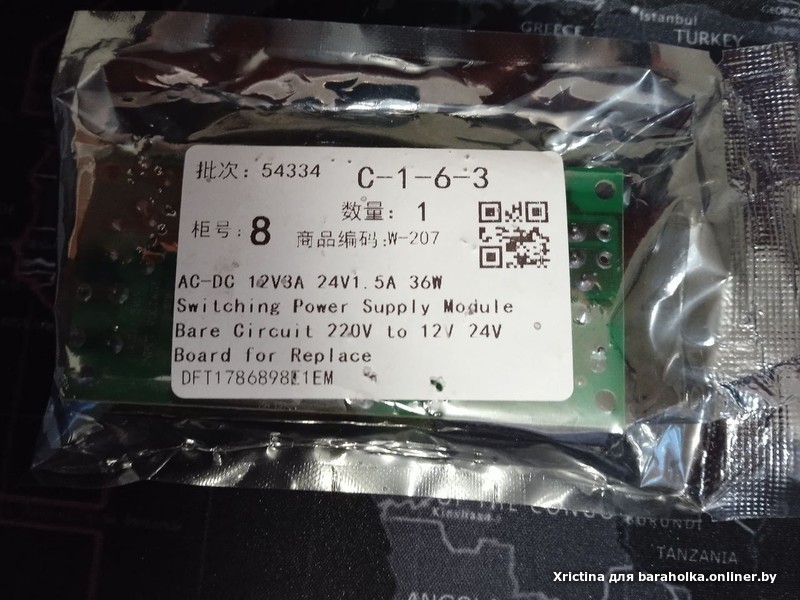 GREECE
Istanbul
TURKEY
批次: 54334
C-1-6-3
数量: 1
柜号: 8
商品编码:W-207
AC-DC 12V3A 24V1.5A 36W
Switching Power Supply Module
Bare Circuit 220V to 12V 24V
Board for Replace
Kinshasa
BURUNDI
TANZANIA
Xrictina для baraholka.onliner.by